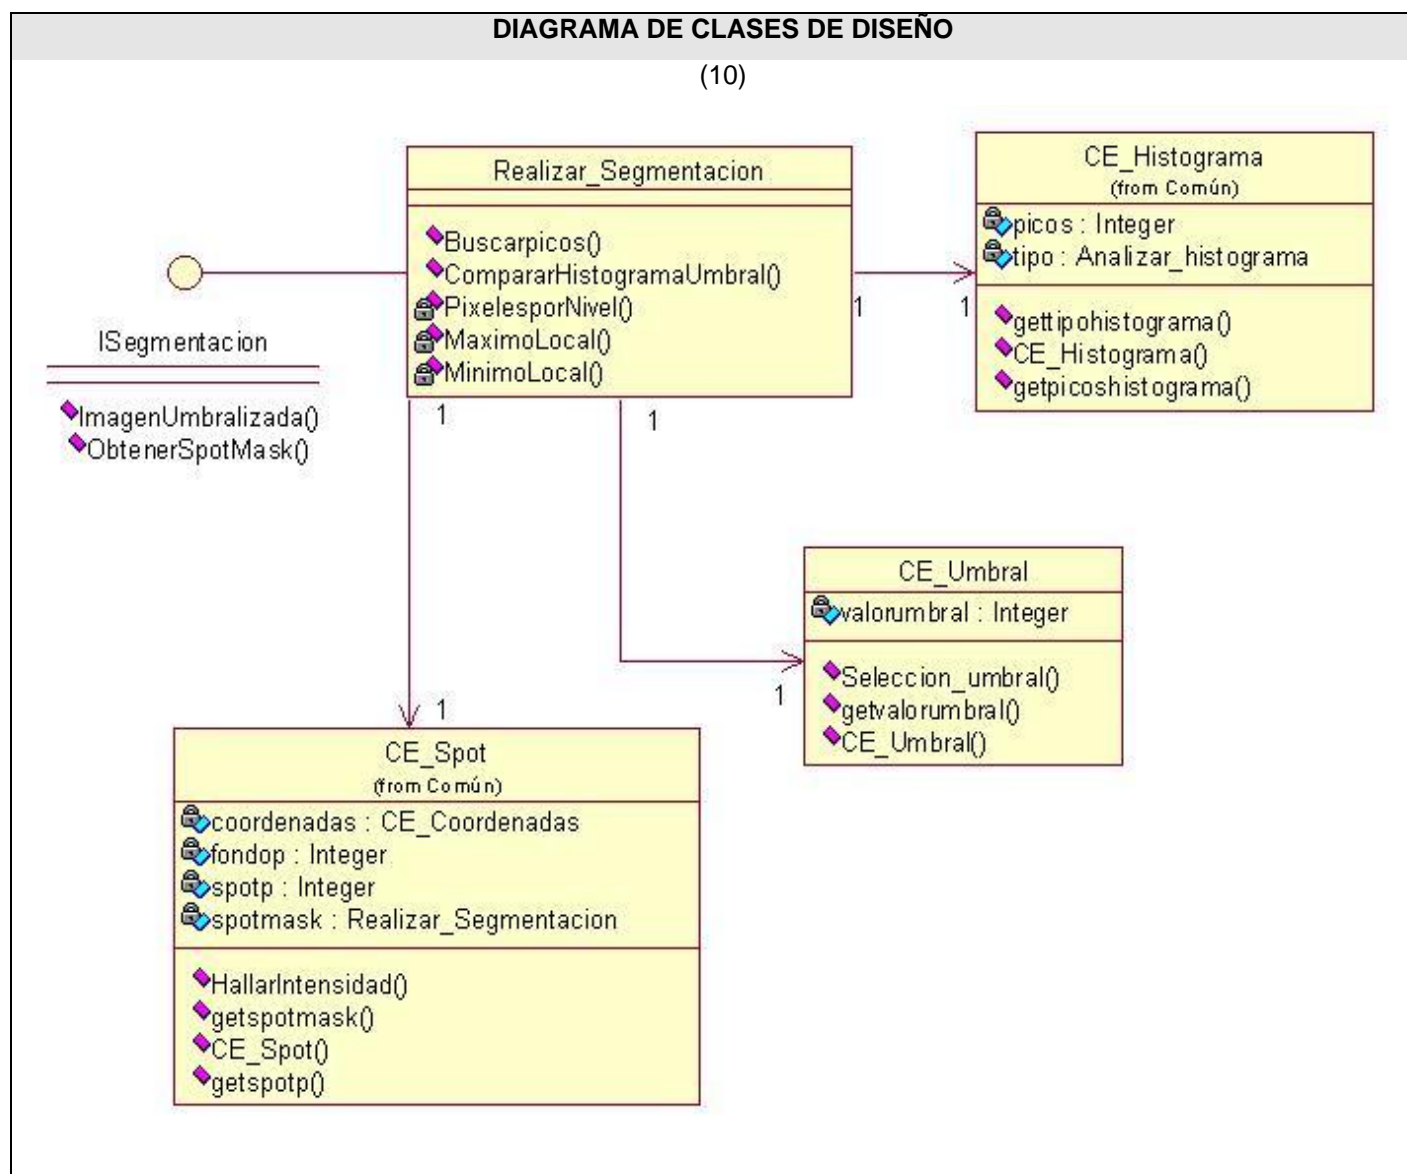 DIAGRAMA DE CLASES DE DISEÑO
(10)
Realizar_Segmentacion
Buscarpicos()
CompararHistogramaUmbral()
PixelesporNivel()
MaximoLocal()
MinimoLocal()
CE_Histograma
(from Común)
picos : Integer
tipo : Analizar_histograma
gettipohistograma()
CE_Histograma()
getpicoshistograma()
1
1
ISegmentacion
ImagenUmbralizada()
ObtenerSpotMask()
1
1
CE_Umbral
valorumbral : Integer
Seleccion_umbral()
getvalorumbral()
CE_Umbral()
1
1
CE_Spot
(from Común)
coordenadas : CE_Coordenadas
fondop : Integer
spotp : Integer
spotmask : Realizar_Segmentacion
HallarIntensidad()
getspotmask()
CE_Spot()
getspotp()